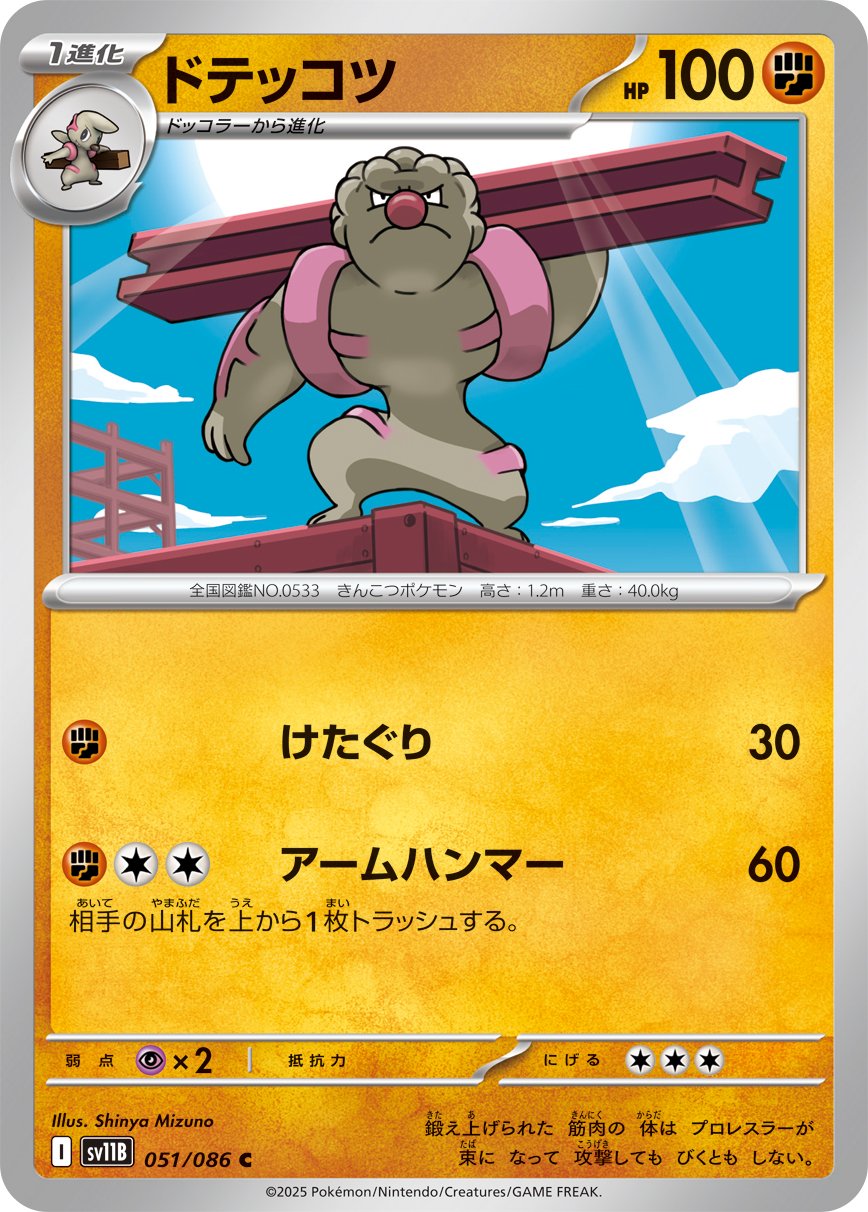 1進化
ドテッコツ
HP 100
ドッコラーから進化
全国図鑑NO.0533 きんこつポケモン 高さ:1.2m 重さ:40.0kg
けたぐり 30
アームハンマー 60
相手の山札を上から1枚トラッシュする。
弱点 ×2 抵抗力 にげる
Illus. Shinya Mizuno
鍛え上げられた 筋肉の 体は プロレスラーが
束に なって 攻撃しても びくとも しない。
I sv11B 051/086 C
©2025 Pokémon/Nintendo/Creatures/GAME FREAK.